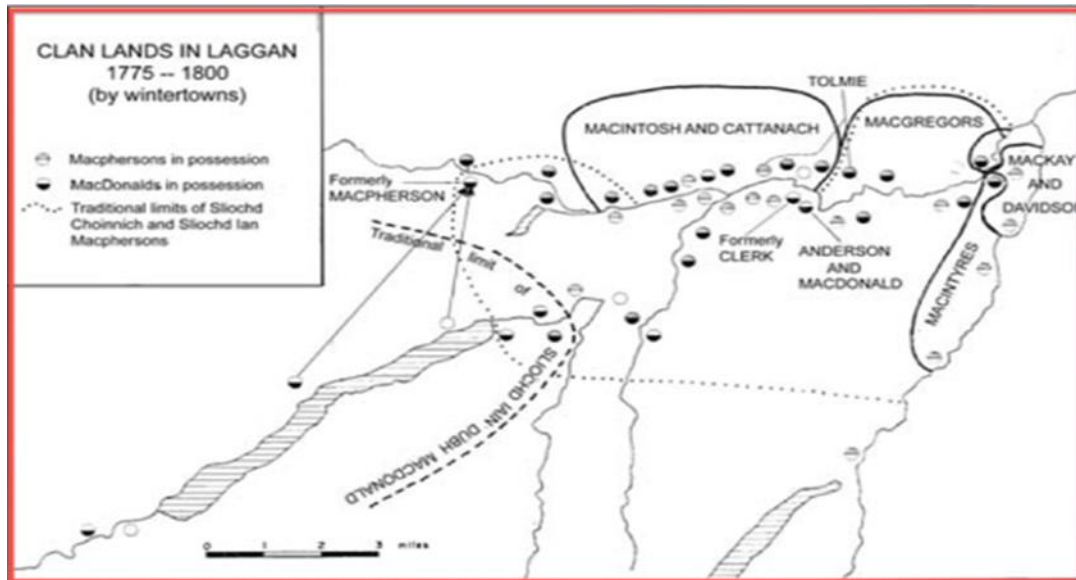 CLAN LANDS IN LAGGAN
1775 -- 1800
(by wintertowns)
Macphersons in possession
MacDonalds in possession
Traditional limits of Sliochd
Choinnich and Sliochd Ian
Macphersons
Formerly
MACPHERSON
MACINTOSH AND CATTANACH
TOLMIE
MACGREGORS
MACKAY
AND
DAVIDSON
Traditional limit of
SLIOCHD IAIN DUBH MACDONALD
Formerly
CLERK
ANDERSON
AND
MACDONALD
MACINTYRES
0 1 2 3 miles